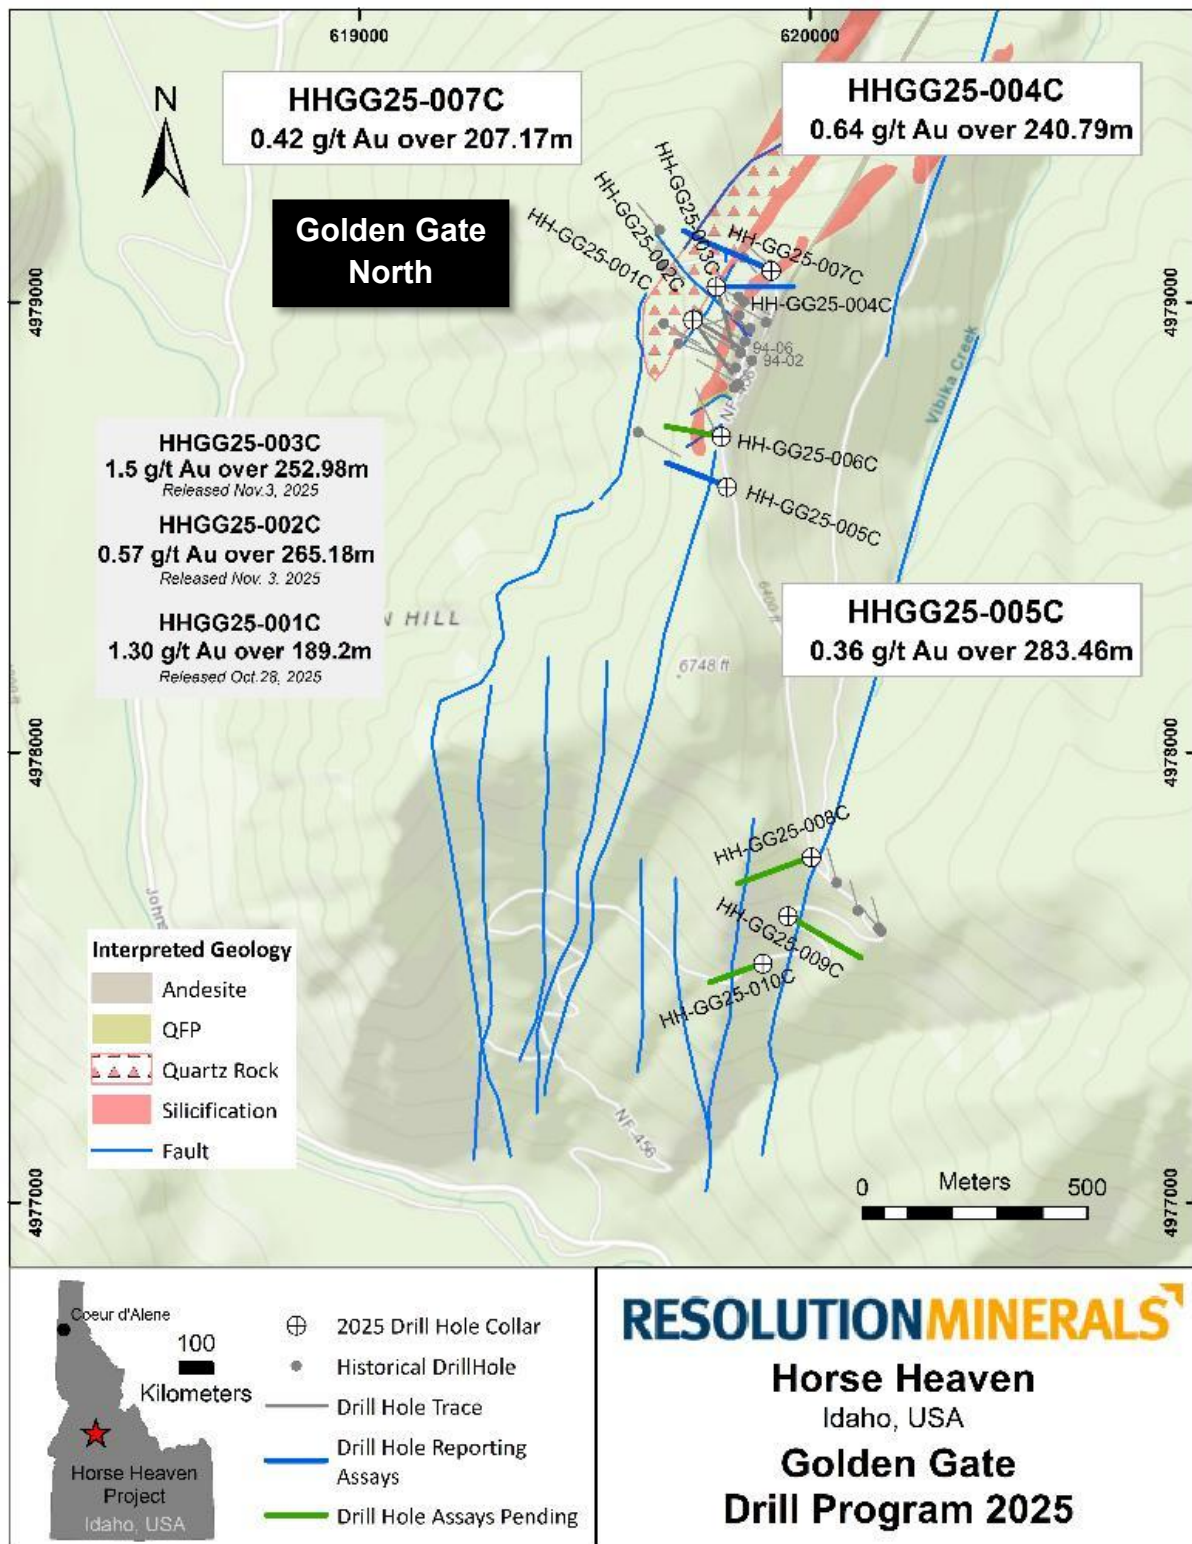 619000
620000
N
HHGG25-007C
0.42 g/t Au over 207.17m
HHGG25-004C
0.64 g/t Au over 240.79m
Golden Gate
North
HH-GG25-003C
HH-GG25-002C
HH-GG25-001C
HH-GG25-007C
HH-GG25-004C
4979000
4979000
94-06
94-02
Vibika Creek
NF-456
HH-GG25-006C
HH-GG25-005C
HHGG25-003C
1.5 g/t Au over 252.98m
Released Nov.3, 2025
HHGG25-002C
0.57 g/t Au over 265.18m
Released Nov. 3. 2025
HHGG25-001C
1.30 g/t Au over 189.2m
Released Oct.28, 2025
N HILL
6400 ft
6748 ft
HHGG25-005C
0.36 g/t Au over 283.46m
4978000
4978000
HH-GG25-008C
HH-GG25-009C
HH-GG25-010C
Johns
Interpreted Geology
Andesite
QFP
Quartz Rock
Silicification
Fault
NF-456
4977000
4977000
0 Meters 500
Coeur d'Alene
100
Kilometers
Horse Heaven
Project
Idaho, USA
2025 Drill Hole Collar
Historical DrillHole
Drill Hole Trace
Drill Hole Reporting
Assays
Drill Hole Assays Pending
RESOLUTIONMINERALS
Horse Heaven
Idaho, USA
Golden Gate
Drill Program 2025